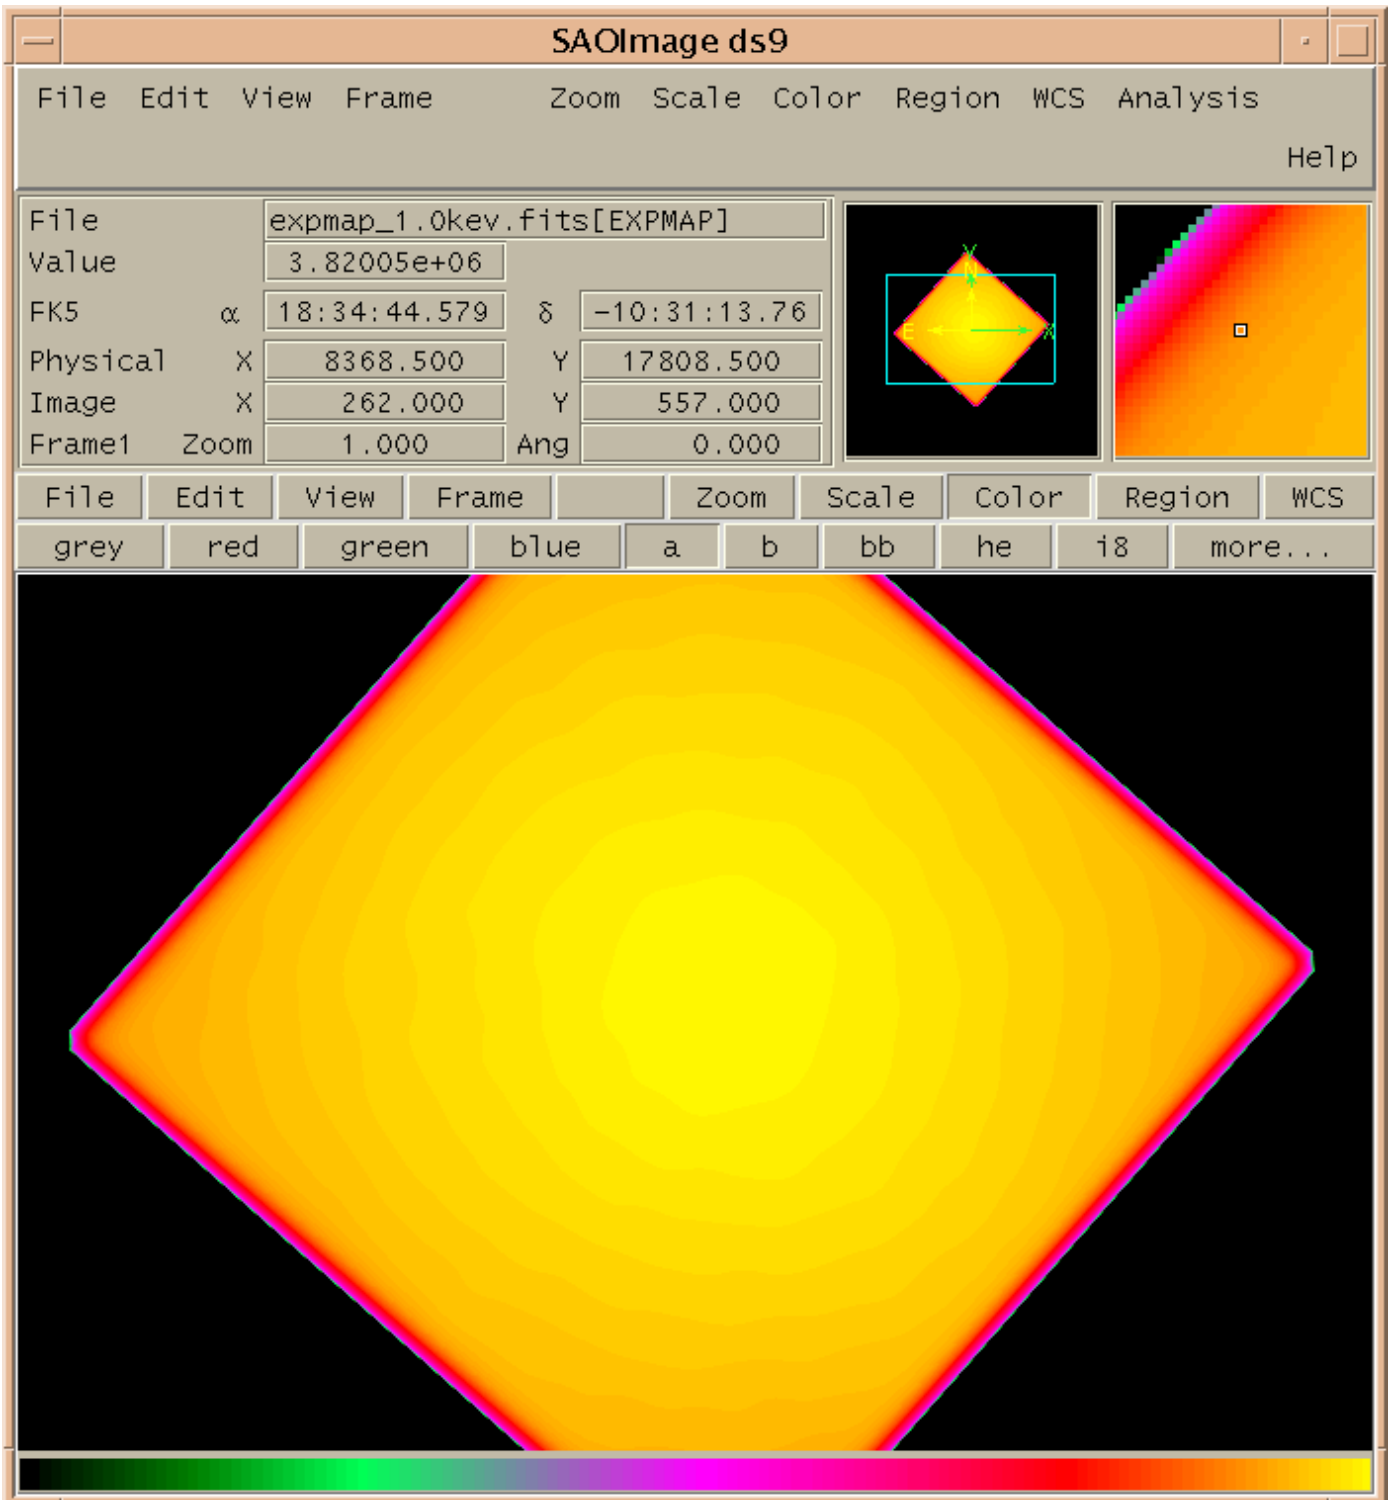 SAOImage ds9
File Edit View Frame Zoom Scale Color Region WCS Analysis
Help
File expmap_1.0kev.fits[EXPMAP]
Value 3.82005e+06
FK5 α 18:34:44.579 δ -10:31:13.76
Physical X 8368.500 Y 17808.500
Image X 262.000 Y 557.000
Frame1 Zoom 1.000 Ang 0.000
Y
N
E X
File Edit View Frame Zoom Scale Color Region WCS
grey red green blue a b bb he i8 more...